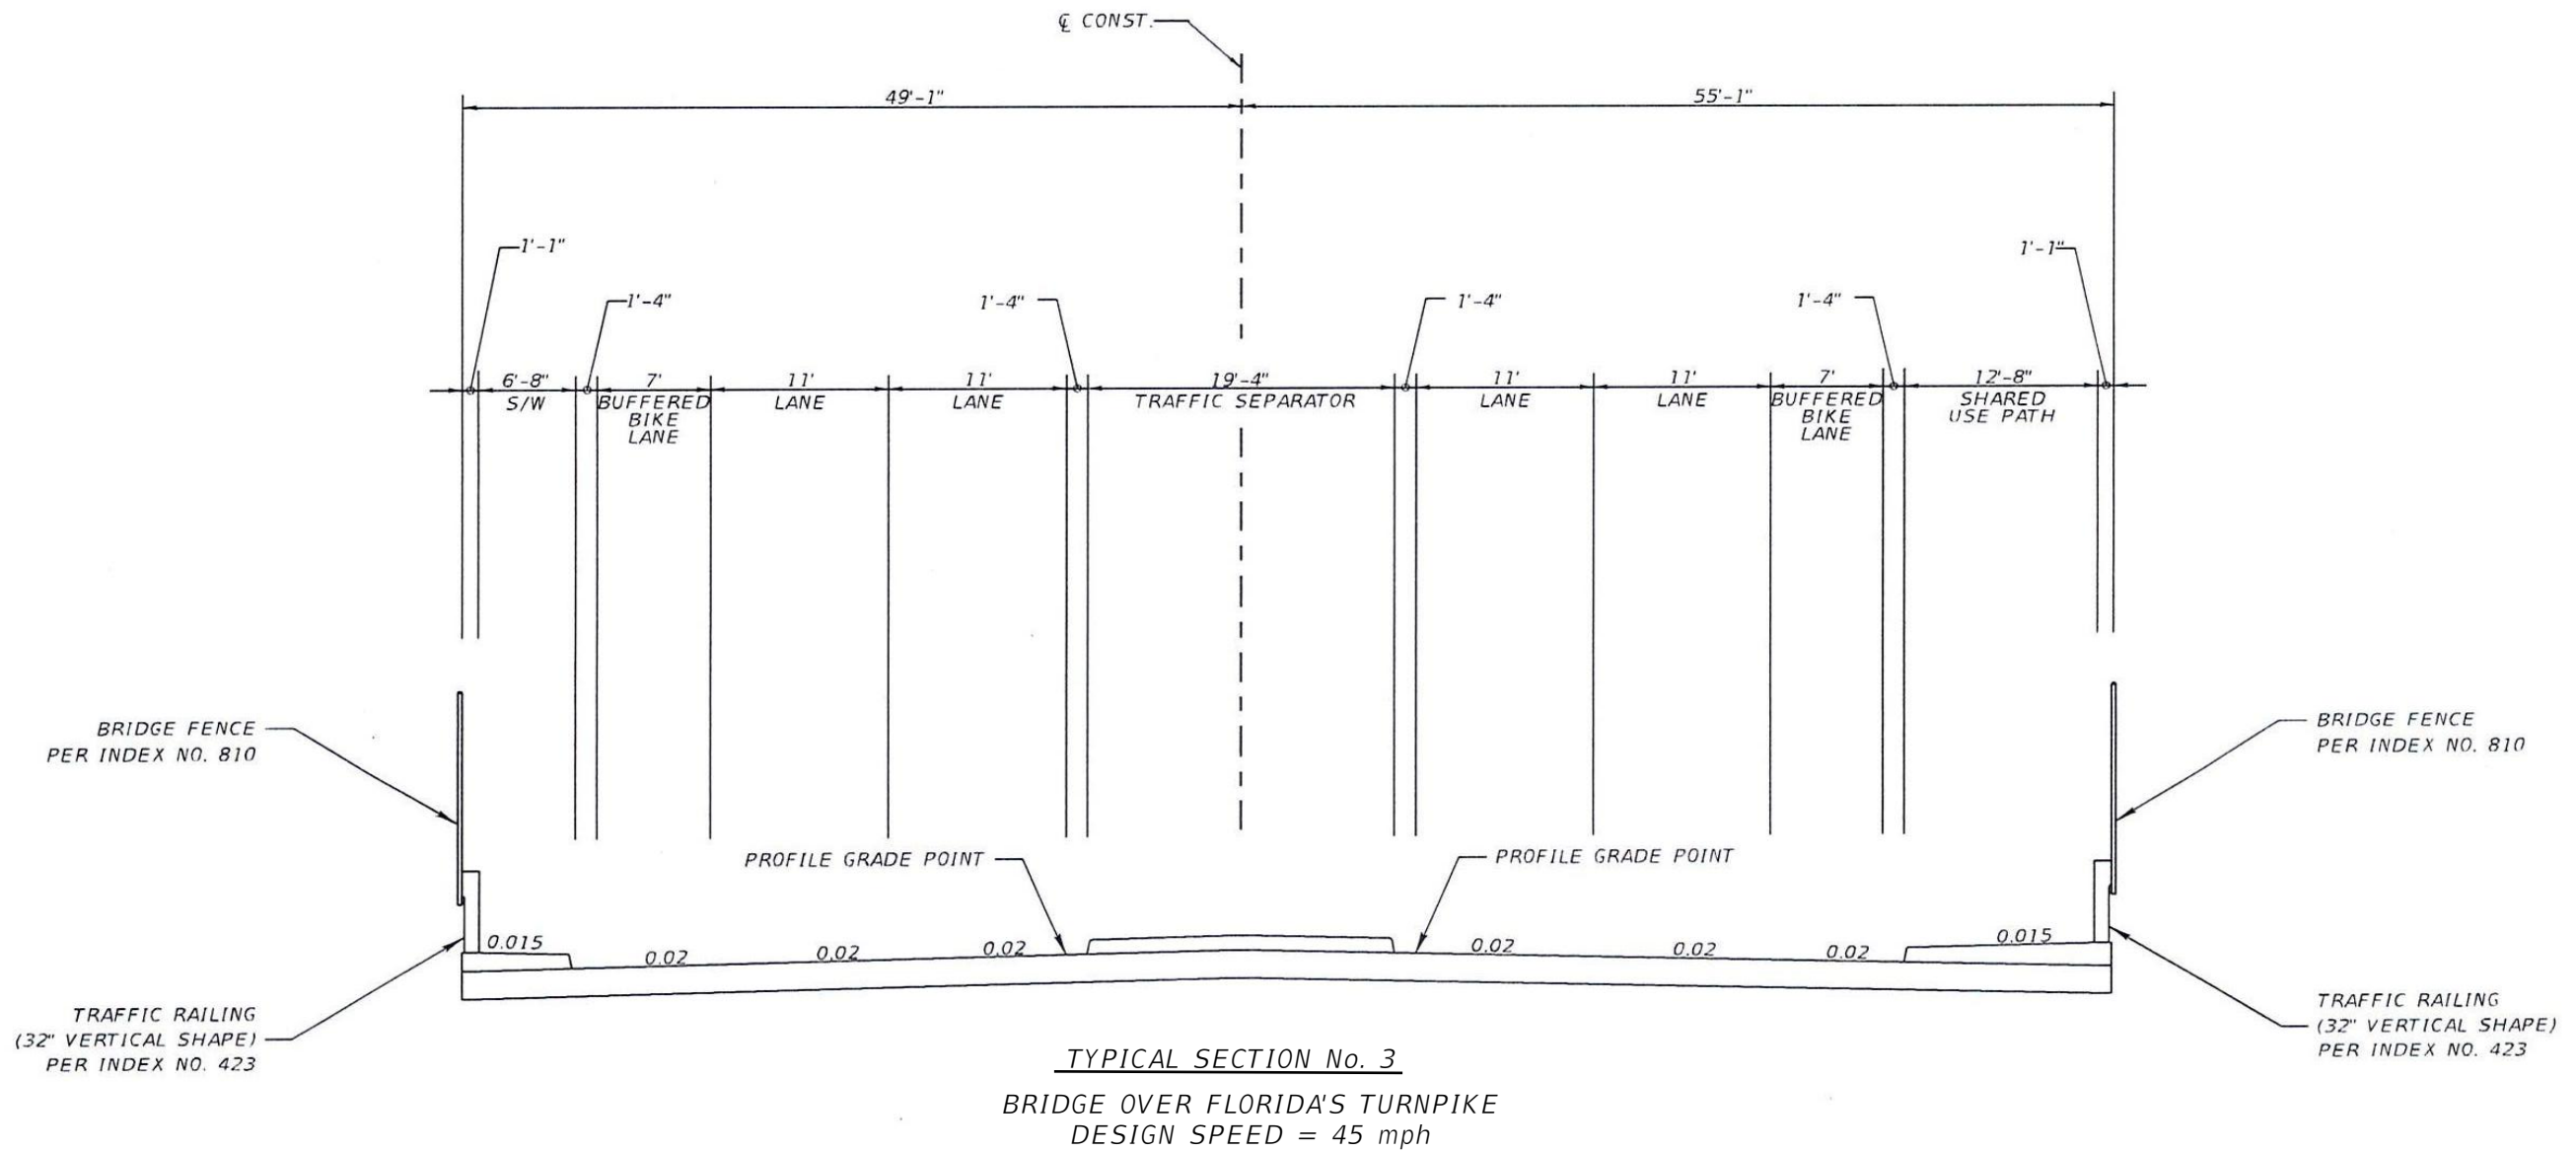 ℄ CONST.
49'-1"
55'-1"
1'-1"
1'-1"
1'-4"
1'-4"
1'-4"
1'-4"
6'-8"
7'
11'
11'
19'-4"
11'
11'
7'
12'-8"
S/W
BUFFERED
BIKE
LANE
LANE
LANE
TRAFFIC SEPARATOR
LANE
LANE
BUFFERED
BIKE
LANE
SHARED
USE PATH
BRIDGE FENCE
PER INDEX NO. 810
BRIDGE FENCE
PER INDEX NO. 810
PROFILE GRADE POINT
PROFILE GRADE POINT
0.015
0.02
0.02
0.02
0.02
0.02
0.02
0.015
TRAFFIC RAILING
(32" VERTICAL SHAPE)
PER INDEX NO. 423
TRAFFIC RAILING
(32" VERTICAL SHAPE)
PER INDEX NO. 423
TYPICAL SECTION No. 3
BRIDGE OVER FLORIDA'S TURNPIKE
DESIGN SPEED = 45 mph